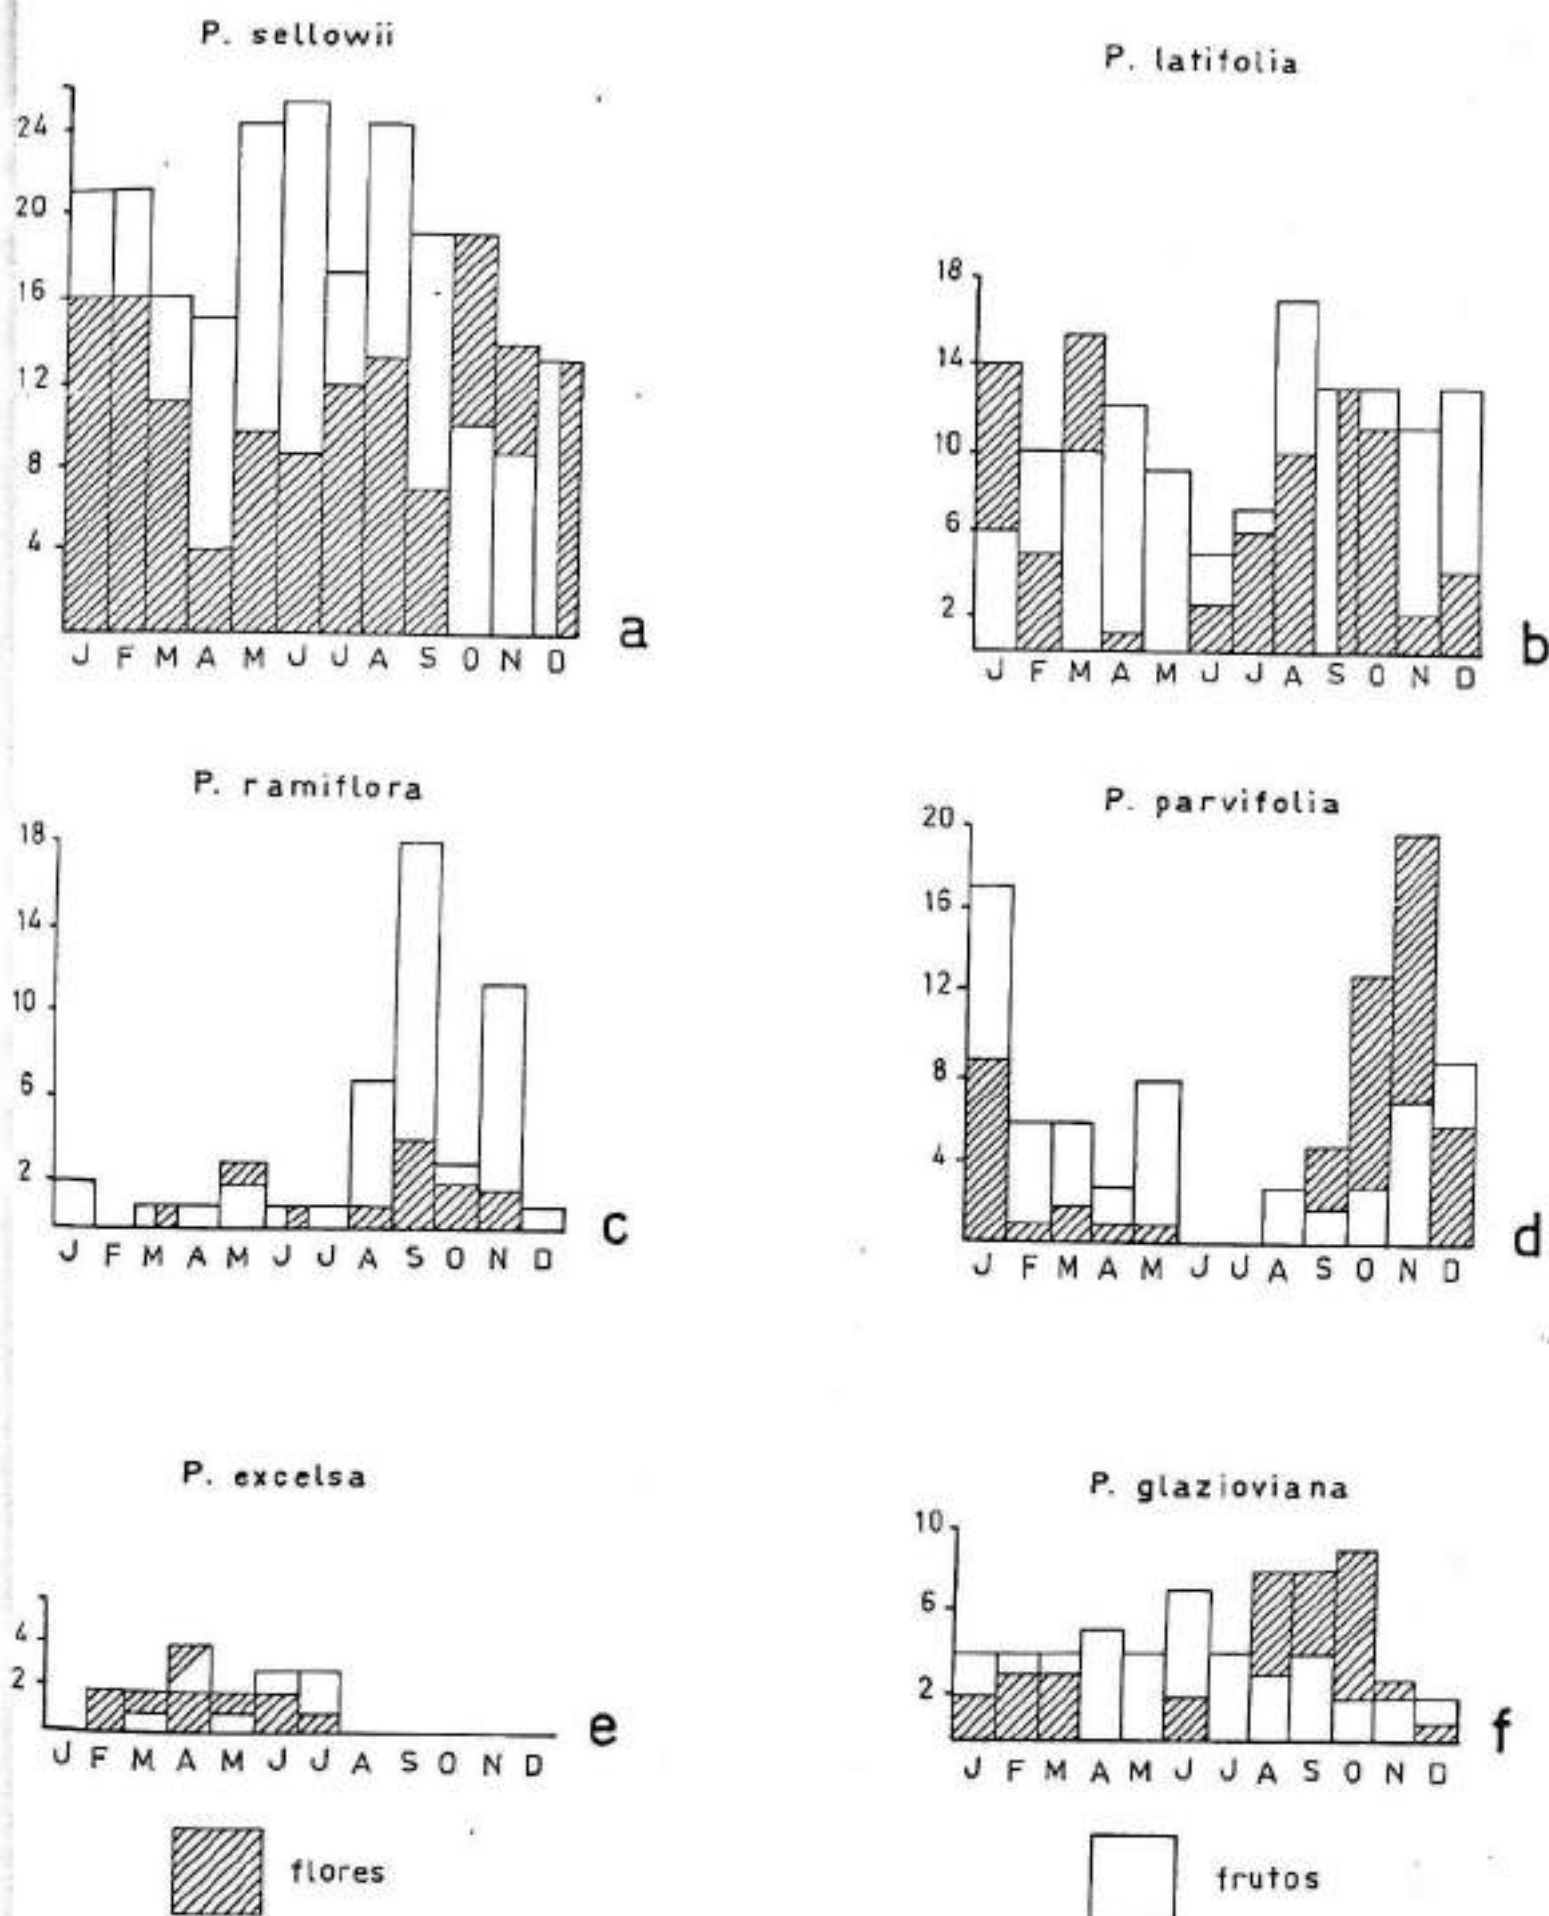 P. sellowii
24
20
16
12
8
4
J F M A M J J A S O N D
a
P. latifolia
18
14
10
6
2
J F M A M J J A S O N D
b
P. ramiflora
18
14
10
6
2
J F M A M J J A S O N D
c
P. parvifolia
20
16
12
8
4
J F M A M J J A S O N D
d
P. excelsa
4
2
J F M A M J J A S O N D
e
P. glazioviana
10
6
2
J F M A M J J A S O N D
f
flores
frutos